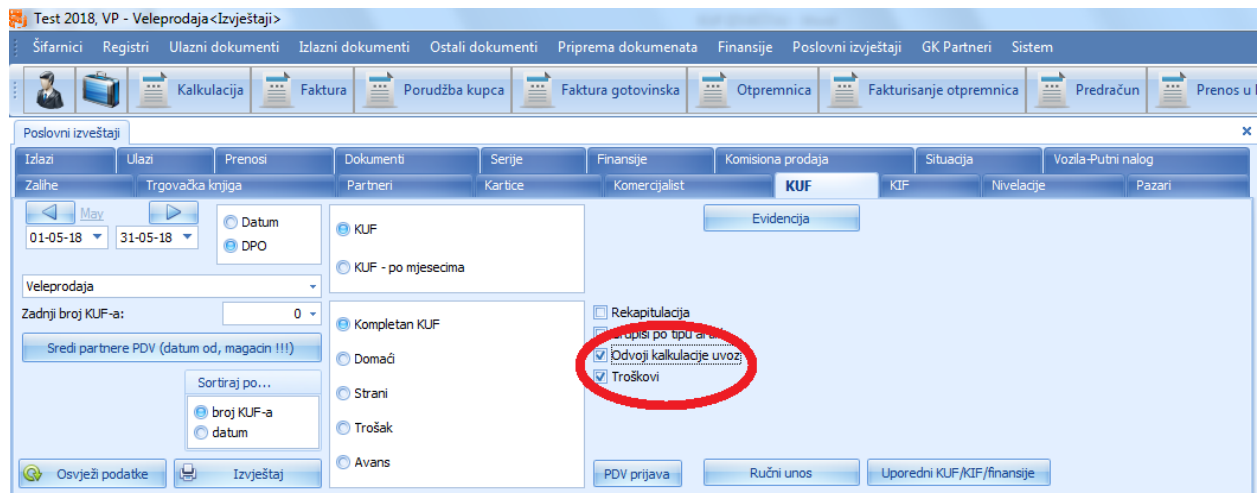 Test 2018, VP - Veleprodaja<Izvještaji>
Šifarnici Registri Ulazni dokumenti Izlazni dokumenti Ostali dokumenti Priprema dokumenata Finansije Poslovni izvještaji GK Partneri Sistem
Kalkulacija Faktura Porudžba kupca Faktura gotovinska Otpremnica Fakturisanje otpremnica Predračun Prenos u
Poslovni izveštaji
Izlazi Ulazi Prenosi Dokumenti Serije Finansije Komisiona prodaja Situacija Vozila-Putni nalog
Zalihe Trgovačka knjiga Partneri Kartice Komercijalist KUF KIF Nivelacije Pazari
May
01-05-18 31-05-18
Datum
DPO
KUF
KUF - po mjesecima
Evidencija
Veleprodaja
Zadnji broj KUF-a: 0
Sredi partnere PDV (datum od, magacin !!!)
Sortiraj po...
broj KUF-a
datum
Kompletan KUF
Domaći
Strani
Trošak
Avans
Rekapitulacija
po tipu
Odvoji kalkulacije uvoz
Troškovi
Osvježi podatke Izvještaj PDV prijava Ručni unos Uporedni KUF/KIF/finansije